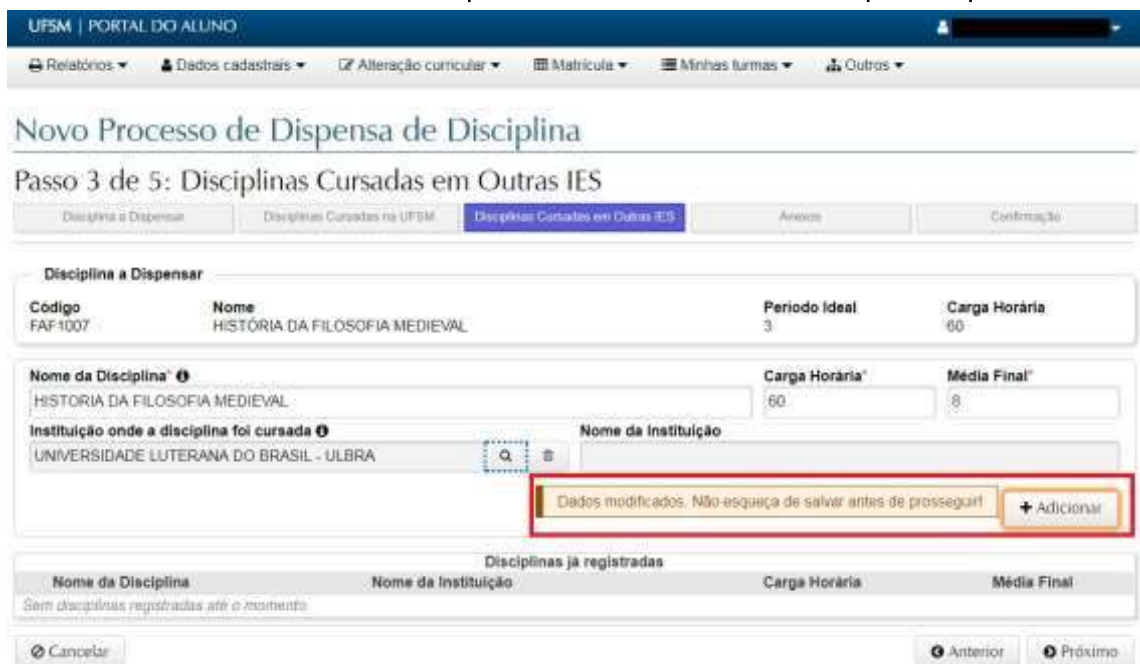 UFSM | PORTAL DO ALUNO
Relatórios Dados cadastrais Alteração curricular Matrícula Minhas turmas Outros
Novo Processo de Dispensa de Disciplina
Passo 3 de 5: Disciplinas Cursadas em Outras IES
Disciplina a Dispensar Disciplinas Cursadas na UFSM Disciplinas Cursadas em Outras IES Anexos Confirmação
Disciplina a Dispensar
Código Nome Período Ideal Carga Horária
FAF1007 HISTÓRIA DA FILOSOFIA MEDIEVAL 3 60
Nome da Disciplina* Carga Horária* Média Final*
HISTORIA DA FILOSOFIA MEDIEVAL 60 8
Instituição onde a disciplina foi cursada Nome da Instituição
UNIVERSIDADE LUTERANA DO BRASIL - ULBRA
Dados modificados. Não esqueça de salvar antes de prosseguir! + Adicionar
Disciplinas já registradas
Nome da Disciplina Nome da Instituição Carga Horária Média Final
Sem disciplinas registradas até o momento
Cancelar Anterior Próximo